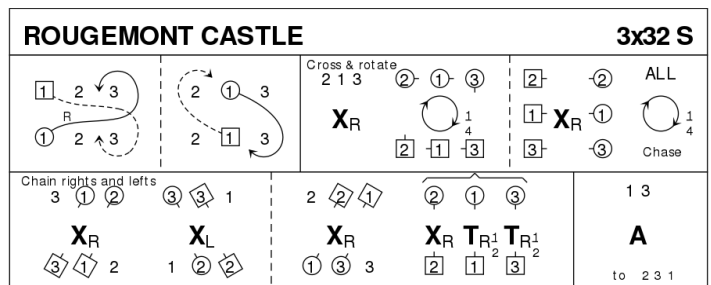 ROUGEMONT CASTLE 3x32 S
1 2 3
R
1 2 3
2 1 3
2 1 3
Cross & rotate
2 1 3 2 1 3
XR 1 4
2 1 3
2 2 ALL
1 XR 1 1 4
3 3 Chase
Chain rights and lefts
3 1 2 3 3 1
XR XL
3 1 2 1 2 2
2 2 1 2 1 3
XR XR TR 1 2 TR 1 2
1 3 3 2 1 3
1 3
A
to 2 3 1